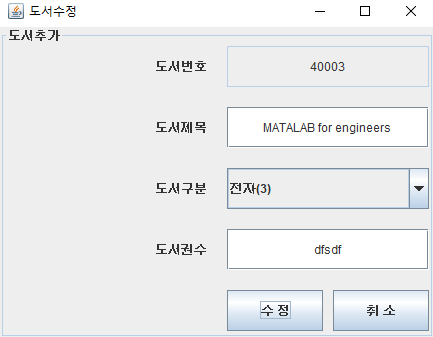 도서수정
도서추가
도서번호 40003
도서제목 MATALAB for engineers
도서구분 전자(3)
도서권수 dfsdf
수 정 취 소